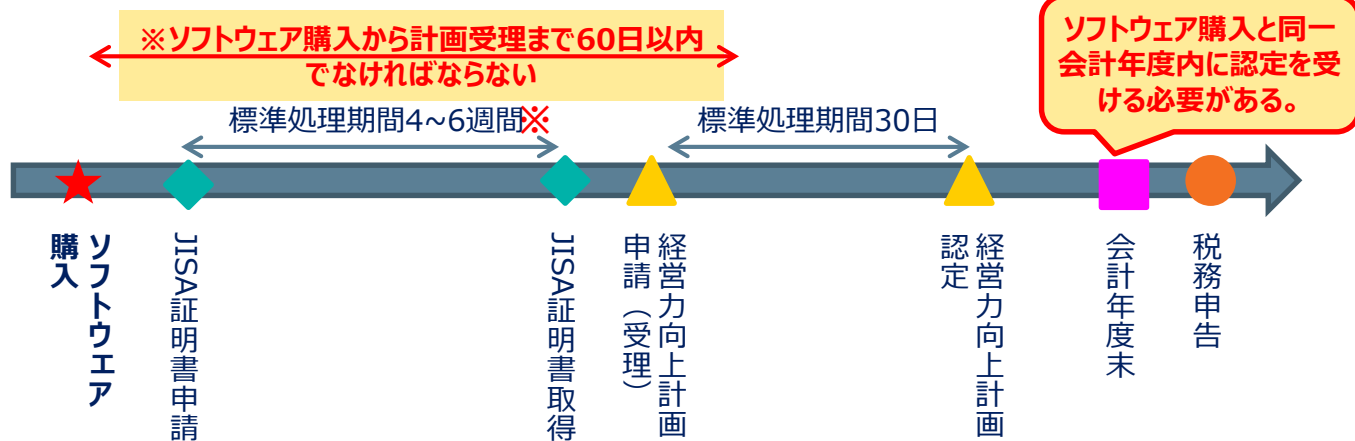 ※ソフトウェア購入から計画受理まで60日以内
でなければならない
ソフトウェア購入と同一
会計年度内に認定を受
ける必要がある。
標準処理期間4~6週間※
標準処理期間30日
ソフトウエア
購入
JISA証明書申請
JISA証明書取得
経営力向上計画
申請（受理）
経営力向上計画
認定
会計年度末
税務申告